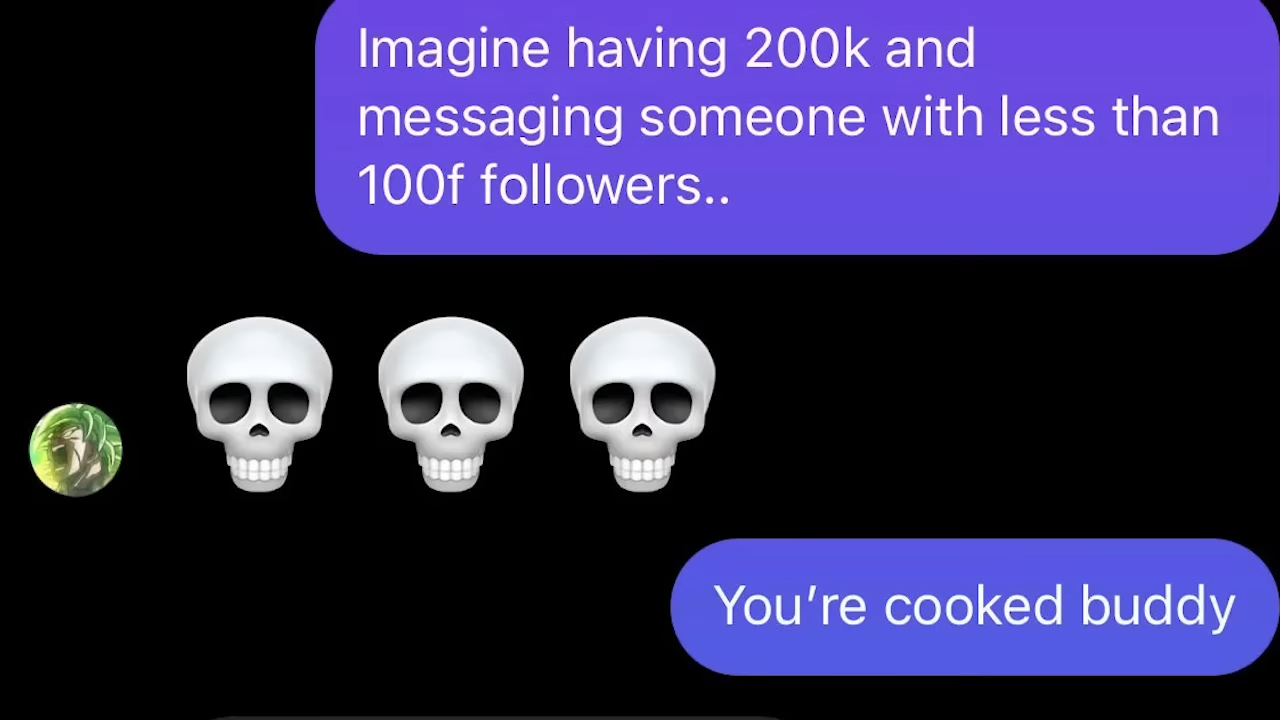 Imagine having 200k and
messaging someone with less than
100f followers..
💀 💀 💀
You’re cooked buddy